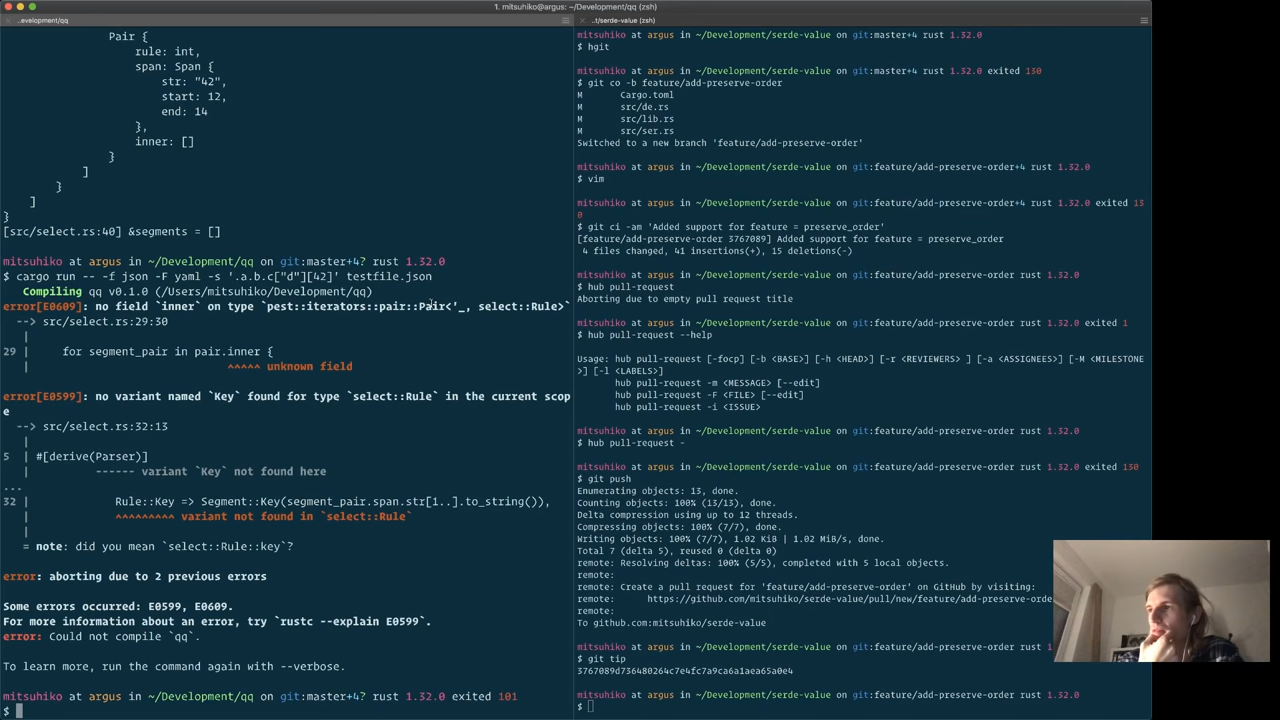 1. mitsuhiko@argus: ~/Development/qq (zsh)
..evelopment/qq
            Pair {
                rule: int,
                span: Span {
                    str: "42",
                    start: 12,
                    end: 14
                },
                inner: []
            }
        ]
    }
]
}
[src/select.rs:40] &segments = []
mitsuhiko at argus in ~/Development/qq on git:master+4? rust 1.32.0
$ cargo run -- -f json -F yaml -s '.a.b.c["d"][42]' testfile.json
   Compiling qq v0.1.0 (/Users/mitsuhiko/Development/qq)
error[E0609]: no field `inner` on type `pest::iterators::pair::Pair<'_, select::Rule>`
  --> src/select.rs:29:30
   |
29 |     for segment_pair in pair.inner {
   |                              ^^^^^ unknown field
error[E0599]: no variant named `Key` found for type `select::Rule` in the current scop
e
  --> src/select.rs:32:13
   |
5  | #[derive(Parser)]
   |          ------ variant `Key` not found here
...
32 |             Rule::Key => Segment::Key(segment_pair.span.str[1..].to_string()),
   |             ^^^^^^^^^ variant not found in `select::Rule`
   |
   = note: did you mean `select::Rule::key`?
error: aborting due to 2 previous errors
Some errors occurred: E0599, E0609.
For more information about an error, try `rustc --explain E0599`.
error: Could not compile `qq`.
To learn more, run the command again with --verbose.
mitsuhiko at argus in ~/Development/qq on git:master+4? rust 1.32.0 exited 101
$
..t/serde-value (zsh)
mitsuhiko at argus in ~/Development/serde-value on git:master+4 rust 1.32.0
$ hgit
mitsuhiko at argus in ~/Development/serde-value on git:master+4 rust 1.32.0 exited 130
$ git co -b feature/add-preserve-order
M       Cargo.toml
M       src/de.rs
M       src/lib.rs
M       src/ser.rs
Switched to a new branch 'feature/add-preserve-order'
mitsuhiko at argus in ~/Development/serde-value on git:feature/add-preserve-order+4 rust 1.32.0
$ vim
mitsuhiko at argus in ~/Development/serde-value on git:feature/add-preserve-order+4 rust 1.32.0 exited 13
0
$ git ci -am 'Added support for feature = preserve_order'
[feature/add-preserve-order 3767089] Added support for feature = preserve_order
 4 files changed, 41 insertions(+), 15 deletions(-)
mitsuhiko at argus in ~/Development/serde-value on git:feature/add-preserve-order rust 1.32.0
$ hub pull-request
Aborting due to empty pull request title
mitsuhiko at argus in ~/Development/serde-value on git:feature/add-preserve-order rust 1.32.0 exited 1
$ hub pull-request --help
Usage: hub pull-request [-focp] [-b <BASE>] [-h <HEAD>] [-r <REVIEWERS> ] [-a <ASSIGNEES>] [-M <MILESTONE
>] [-l <LABELS>]
       hub pull-request -m <MESSAGE> [--edit]
       hub pull-request -F <FILE> [--edit]
       hub pull-request -i <ISSUE>
mitsuhiko at argus in ~/Development/serde-value on git:feature/add-preserve-order rust 1.32.0
$ hub pull-request -
mitsuhiko at argus in ~/Development/serde-value on git:feature/add-preserve-order rust 1.32.0 exited 130
$ git push
Enumerating objects: 13, done.
Counting objects: 100% (13/13), done.
Delta compression using up to 12 threads.
Compressing objects: 100% (7/7), done.
Writing objects: 100% (7/7), 1.02 KiB | 1.02 MiB/s, done.
Total 7 (delta 5), reused 0 (delta 0)
remote: Resolving deltas: 100% (5/5), completed with 5 local objects.
remote:
remote: Create a pull request for 'feature/add-preserve-order' on GitHub by visiting:
remote:      https://github.com/mitsuhiko/serde-value/pull/new/feature/add-preserve-orde
remote:
To github.com:mitsuhiko/serde-value
mitsuhiko at argus in ~/Development/serde-value on git:feature/add-preserve-order rust 1.32.0
$ git tip
3767089d736480264c7e4fc7a9ca6a1aea65a0e4
mitsuhiko at argus in ~/Development/serde-value on git:feature/add-preserve-order rust 1.32.0
$